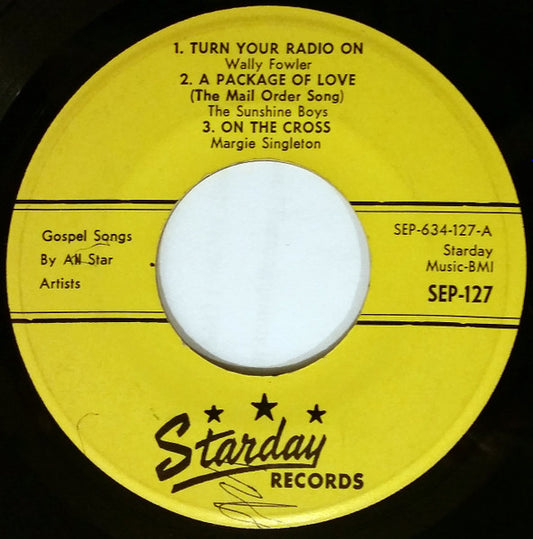 1. TURN YOUR RADIO ON
Wally Fowler
2. A PACKAGE OF LOVE
(The Mail Order Song)
The Sunshine Boys
3. ON THE CROSS
Margie Singleton
Gospel Songs
By All Star
Artists
SEP-634-127-A
Starday
Music-BMI
SEP-127
Starday
RECORDS